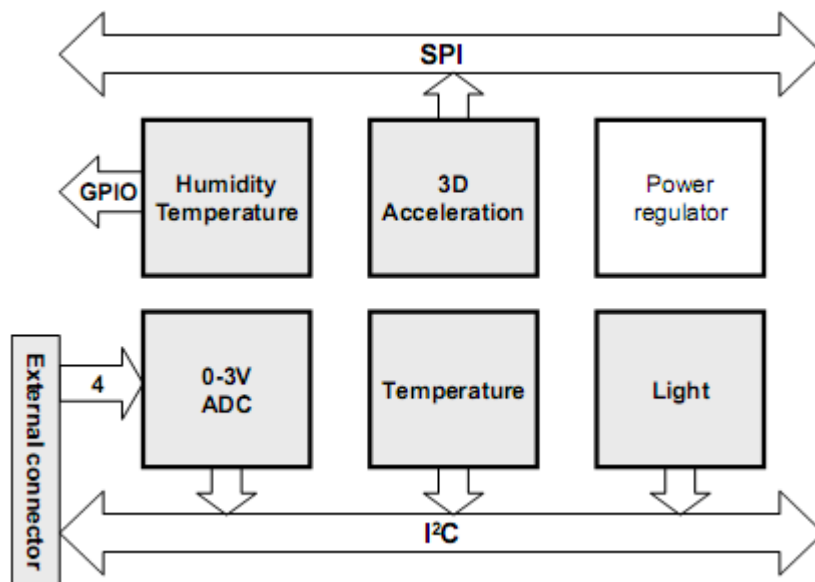 SPI
GPIO
Humidity
Temperature
3D
Acceleration
Power
regulator
External connector
4
0-3V
ADC
Temperature
Light
I²C